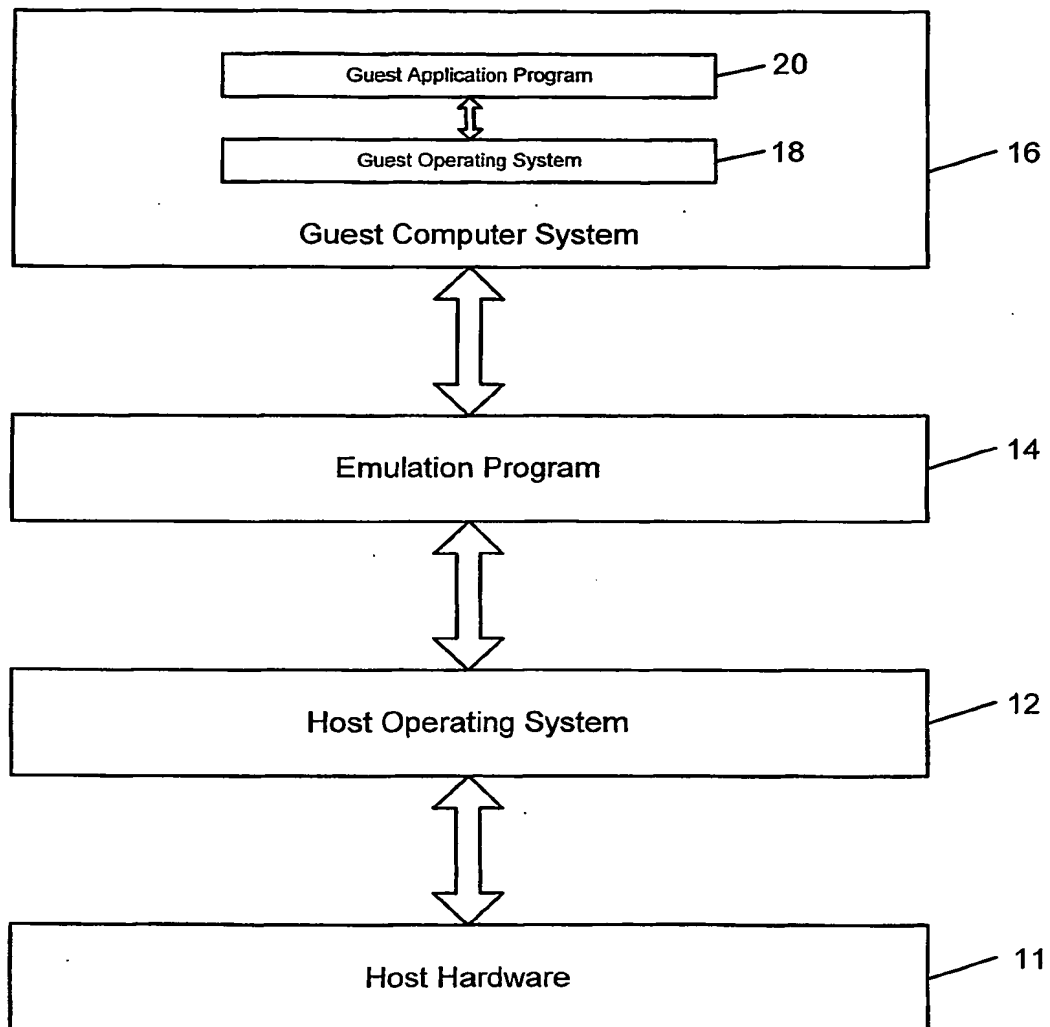 Guest Application Program
20
Guest Operating System
18
16
Guest Computer System
Emulation Program
14
Host Operating System
12
Host Hardware
11